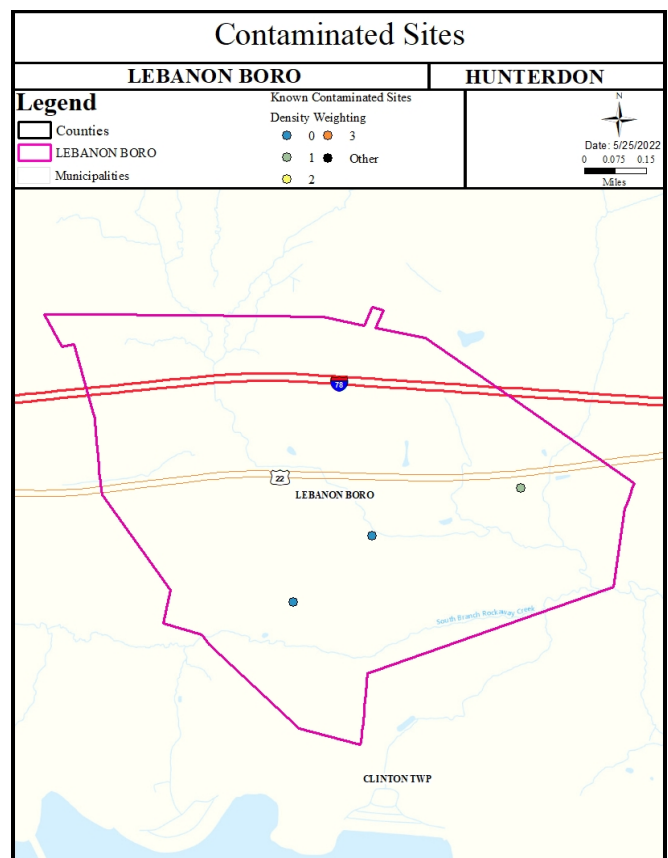 Contaminated Sites
LEBANON BORO
HUNTERDON
Legend
Counties
LEBANON BORO
Municipalities
Known Contaminated Sites
Density Weighting
0
3
1
Other
2
N
Date: 5/25/2022
0 0.075 0.15
Miles
78
22
LEBANON BORO
South Branch Rockaway Creek
CLINTON TWP